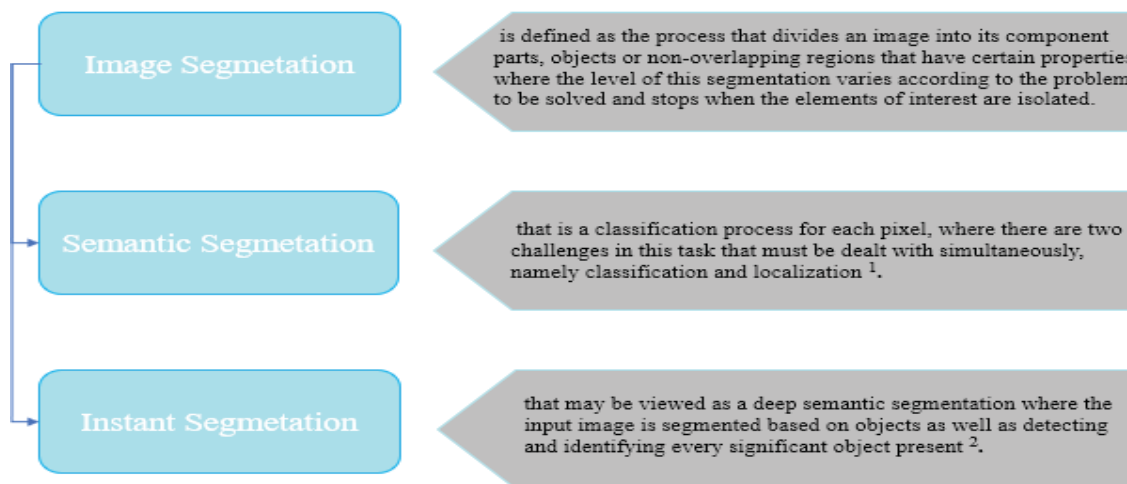 Image Segmetation
is defined as the process that divides an image into its component
parts, objects or non-overlapping regions that have certain propertie
where the level of this segmentation varies according to the problem
to be solved and stops when the elements of interest are isolated.
Semantic Segmetation
that is a classification process for each pixel, where there are two
challenges in this task that must be dealt with simultaneously,
namely classification and localization ¹.
Instant Segmetation
that may be viewed as a deep semantic segmentation where the
input image is segmented based on objects as well as detecting
and identifying every significant object present ².